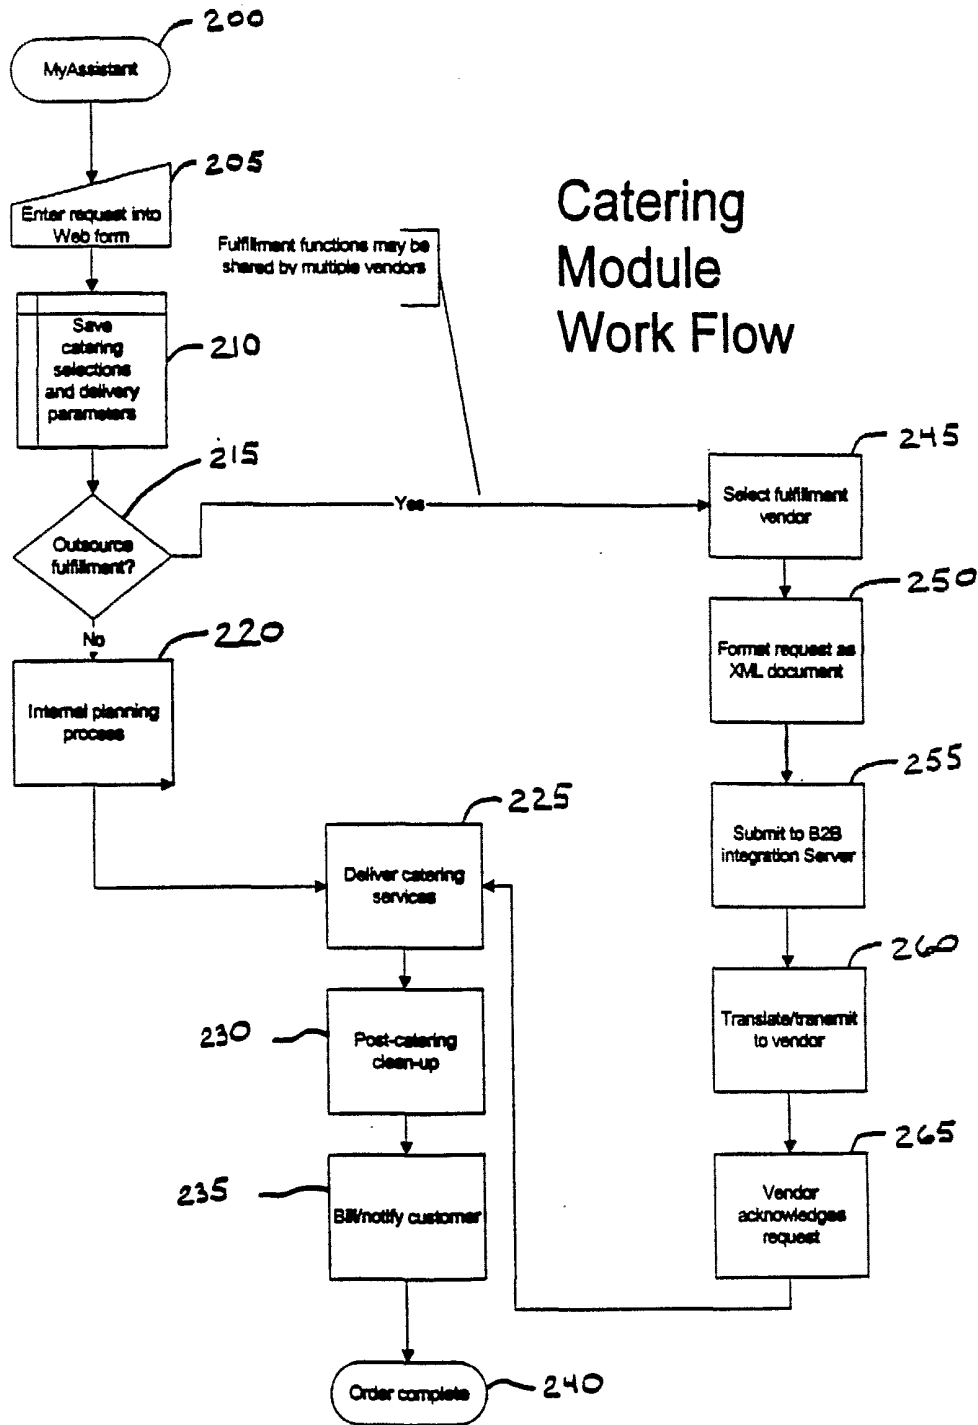 200
MyAssistant
205
Enter request into
Web form
Catering
Module
Work Flow
Fulfillment functions may be
shared by multiple vendors
Save
catering
selections
and delivery
parameters
210
215
Outsource
fulfillment?
Yes
No
220
Internal planning
process
245
Select fulfillment
vendor
250
Format request as
XML document
255
Submit to B2B
integration Server
260
Translate/transmit
to vendor
265
Vendor
acknowledges
request
225
Deliver catering
services
230
Post-catering
clean-up
235
Bill/notify customer
Order complete
240